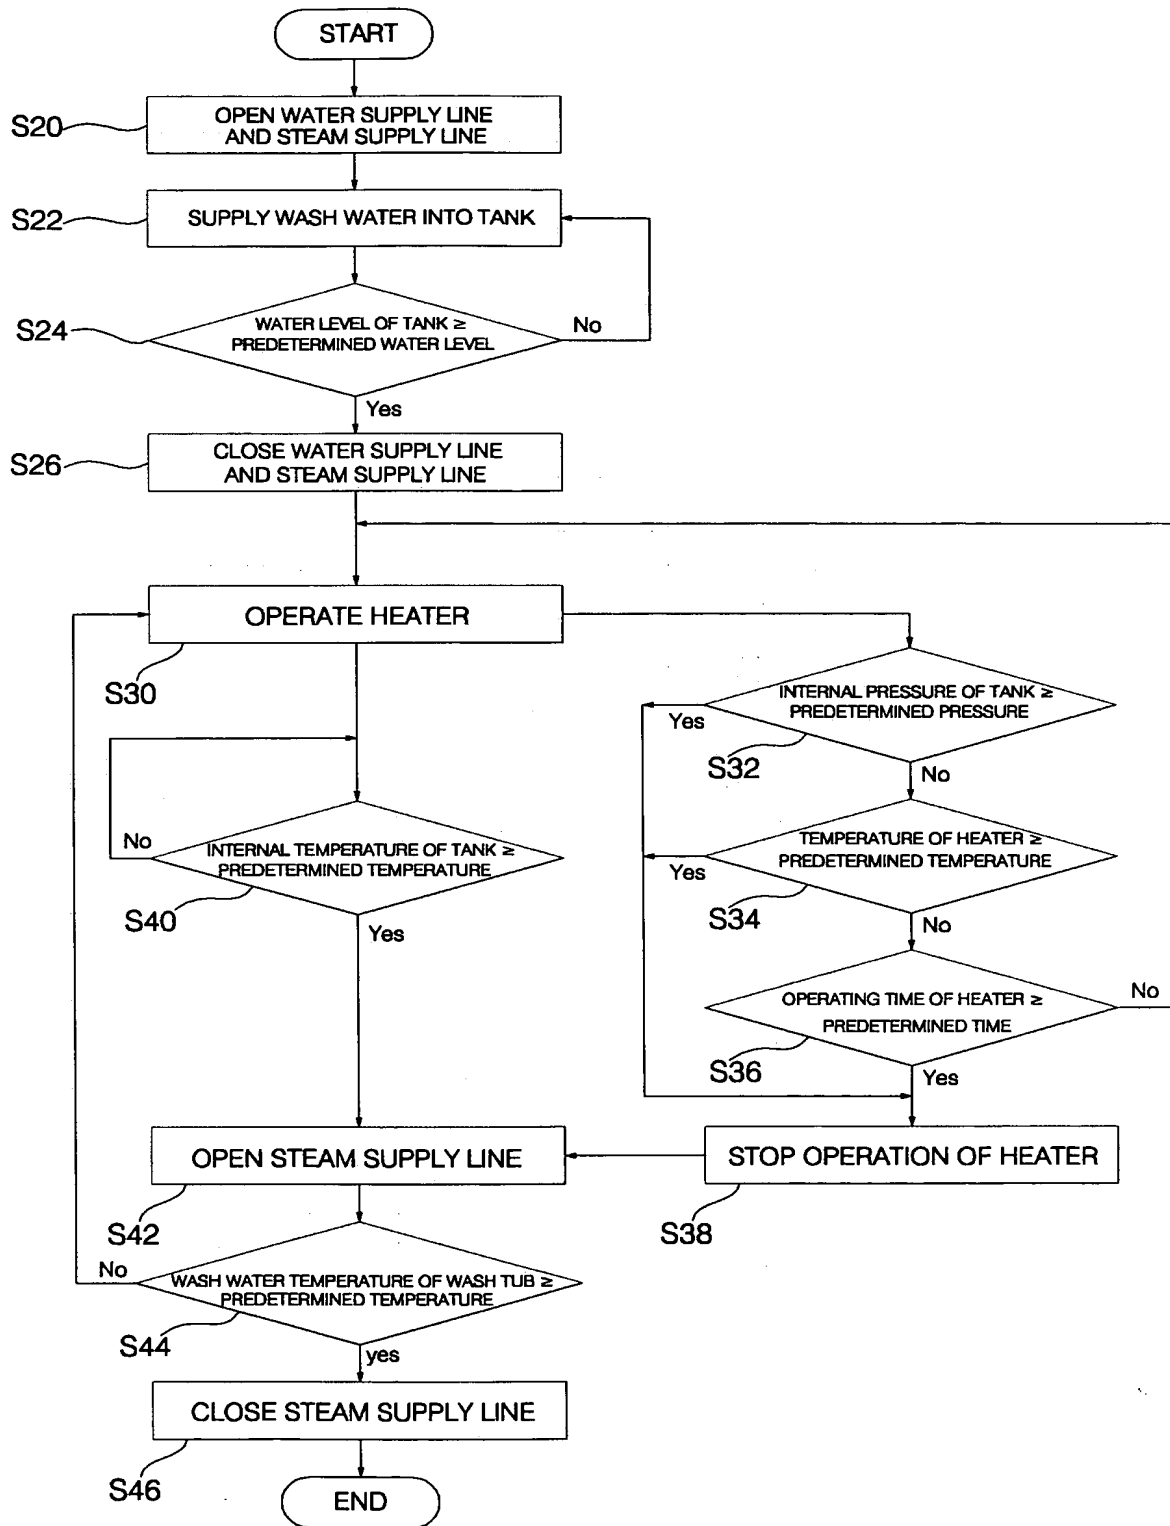 START
S20
OPEN WATER SUPPLY LINE
AND STEAM SUPPLY LINE
S22
SUPPLY WASH WATER INTO TANK
S24
WATER LEVEL OF TANK ≥
PREDETERMINED WATER LEVEL
No
Yes
S26
CLOSE WATER SUPPLY LINE
AND STEAM SUPPLY LINE
OPERATE HEATER
S30
INTERNAL PRESSURE OF TANK ≥
PREDETERMINED PRESSURE
Yes
S32
No
TEMPERATURE OF HEATER ≥
PREDETERMINED TEMPERATURE
Yes
S34
No
OPERATING TIME OF HEATER ≥
PREDETERMINED TIME
No
S36
Yes
No
INTERNAL TEMPERATURE OF TANK ≥
PREDETERMINED TEMPERATURE
S40
Yes
OPEN STEAM SUPPLY LINE
S42
STOP OPERATION OF HEATER
S38
No
WASH WATER TEMPERATURE OF WASH TUB ≥
PREDETERMINED TEMPERATURE
S44
yes
CLOSE STEAM SUPPLY LINE
S46
END